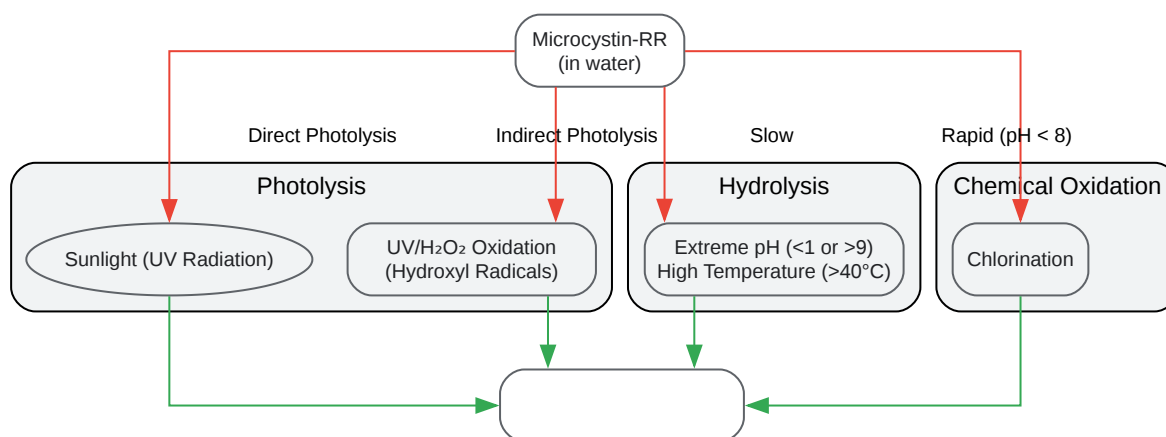 Microcystin-RR
(in water)
Direct Photolysis
Indirect Photolysis
Slow
Rapid (pH < 8)
Photolysis
Hydrolysis
Chemical Oxidation
Sunlight (UV Radiation)
UV/H₂O₂ Oxidation
(Hydroxyl Radicals)
Extreme pH (<1 or >9)
High Temperature (>40°C)
Chlorination